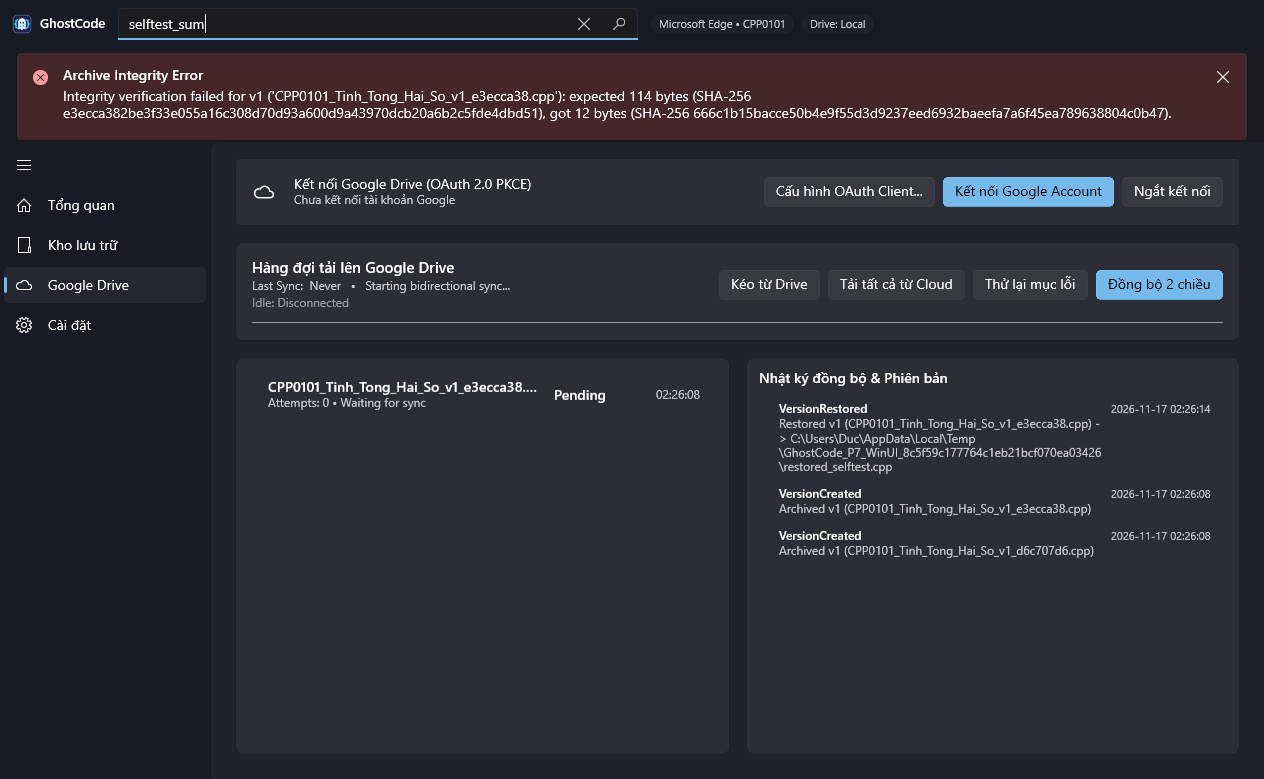 GhostCode
selftest_sum
Microsoft Edge • CPP0101
Drive: Local
Archive Integrity Error
Integrity verification failed for v1 ('CPP0101_Tinh_Tong_Hai_So_v1_e3ecca38.cpp'): expected 114 bytes (SHA-256
e3ecca382be3f33e055a16c308d70d93a600d9a43970dcb20a6b2c5fde4dbd51), got 12 bytes (SHA-256 666c1b15bacce50b4e9f55d3d9237eed6932baeefa7a6f45ea789638804c0b47).
Tổng quan
Kho lưu trữ
Google Drive
Cài đặt
Kết nối Google Drive (OAuth 2.0 PKCE)
Chưa kết nối tài khoản Google
Cấu hình OAuth Client...
Kết nối Google Account
Ngắt kết nối
Hàng đợi tải lên Google Drive
Last Sync: Never • Starting bidirectional sync...
Idle: Disconnected
Kéo từ Drive
Tải tất cả từ Cloud
Thử lại mục lỗi
Đồng bộ 2 chiều
CPP0101_Tinh_Tong_Hai_So_v1_e3ecca38....
Attempts: 0 • Waiting for sync
Pending
02:26:08
Nhật ký đồng bộ & Phiên bản
VersionRestored
2026-11-17 02:26:14
Restored v1 (CPP0101_Tinh_Tong_Hai_So_v1_e3ecca38.cpp) -
> C:\Users\Duc\AppData\Local\Temp
\GhostCode_P7_WinUI_8c5f59c177764c1eb21bcf070ea03426
\restored_selftest.cpp
VersionCreated
2026-11-17 02:26:08
Archived v1 (CPP0101_Tinh_Tong_Hai_So_v1_e3ecca38.cpp)
VersionCreated
2026-11-17 02:26:08
Archived v1 (CPP0101_Tinh_Tong_Hai_So_v1_d6c707d6.cpp)